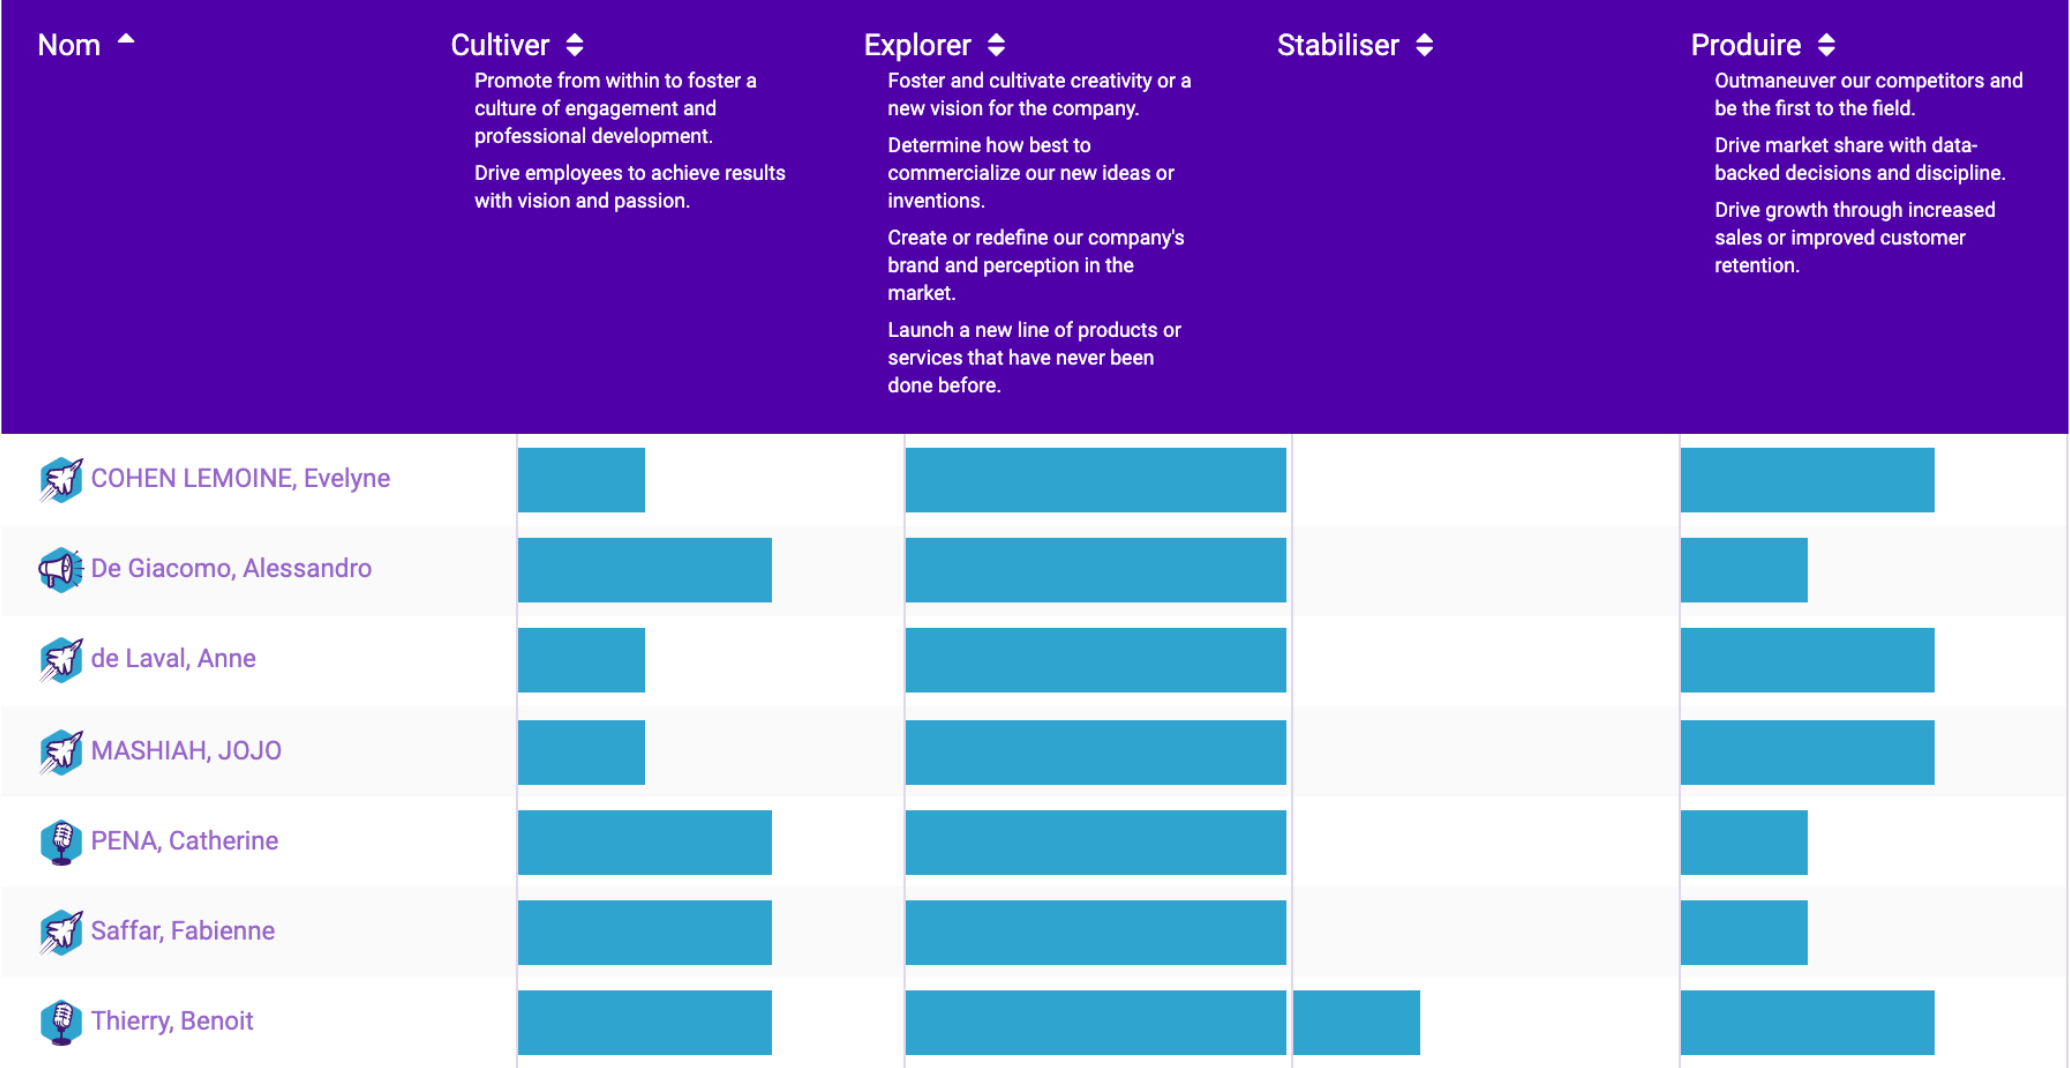 Nom
Cultiver
Promote from within to foster a
culture of engagement and
professional development.
Drive employees to achieve results
with vision and passion.
Explorer
Foster and cultivate creativity or a
new vision for the company.
Determine how best to
commercialize our new ideas or
inventions.
Create or redefine our company's
brand and perception in the
market.
Launch a new line of products or
services that have never been
done before.
Stabiliser
Produire
Outmaneuver our competitors and
be the first to the field.
Drive market share with data-
backed decisions and discipline.
Drive growth through increased
sales or improved customer
retention.
COHEN LEMOINE, Evelyne
De Giacomo, Alessandro
de Laval, Anne
MASHIAH, JOJO
PENA, Catherine
Saffar, Fabienne
Thierry, Benoit